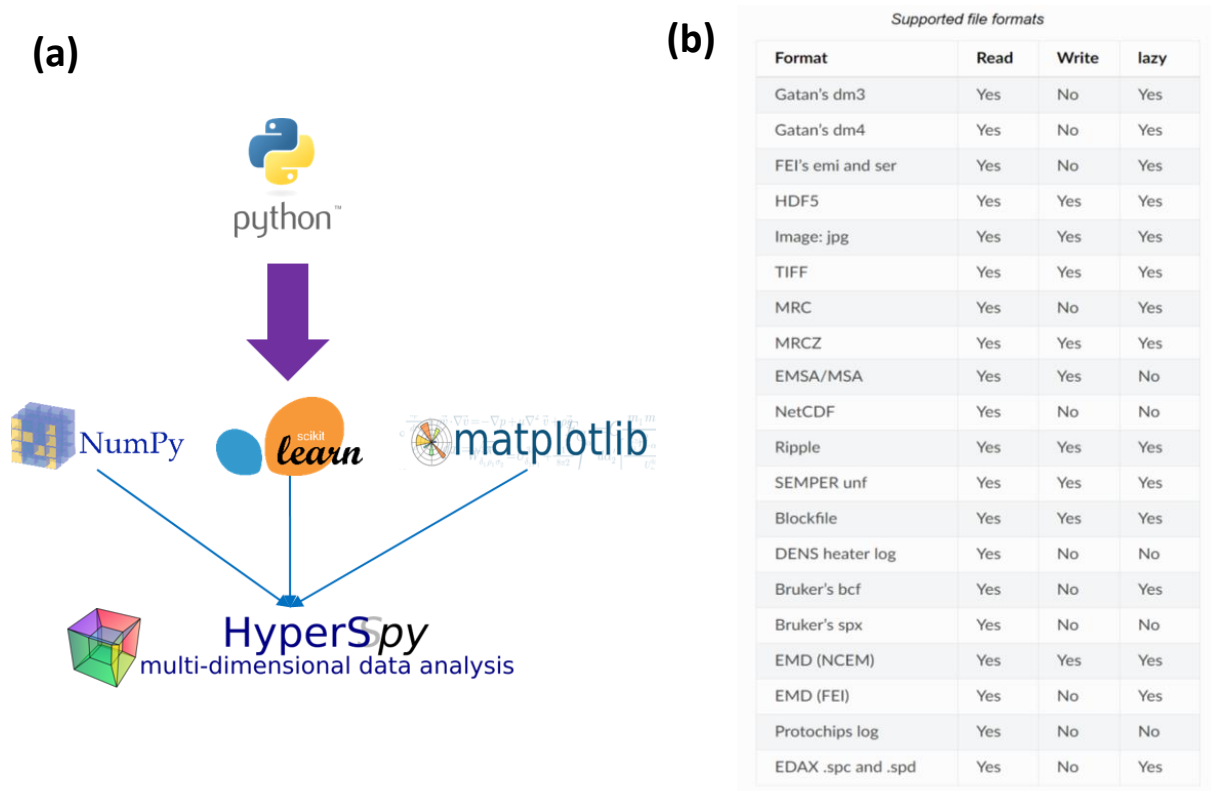 (a)
python™
NumPy
scikit
learn
matplotlib
HyperSpy
multi-dimensional data analysis
(b)
Supported file formats
Format Read Write lazy
Gatan's dm3 Yes No Yes
Gatan's dm4 Yes No Yes
FEI's emi and ser Yes No Yes
HDF5 Yes Yes Yes
Image: jpg Yes Yes Yes
TIFF Yes Yes Yes
MRC Yes No Yes
MRCZ Yes Yes Yes
EMSA/MSA Yes Yes No
NetCDF Yes No No
Ripple Yes Yes Yes
SEMPER unf Yes Yes Yes
Blockfile Yes Yes Yes
DENS heater log Yes No No
Bruker's bcf Yes No Yes
Bruker's spx Yes No No
EMD (NCEM) Yes Yes Yes
EMD (FEI) Yes No Yes
Protochips log Yes No No
EDAX .spc and .spd Yes No Yes